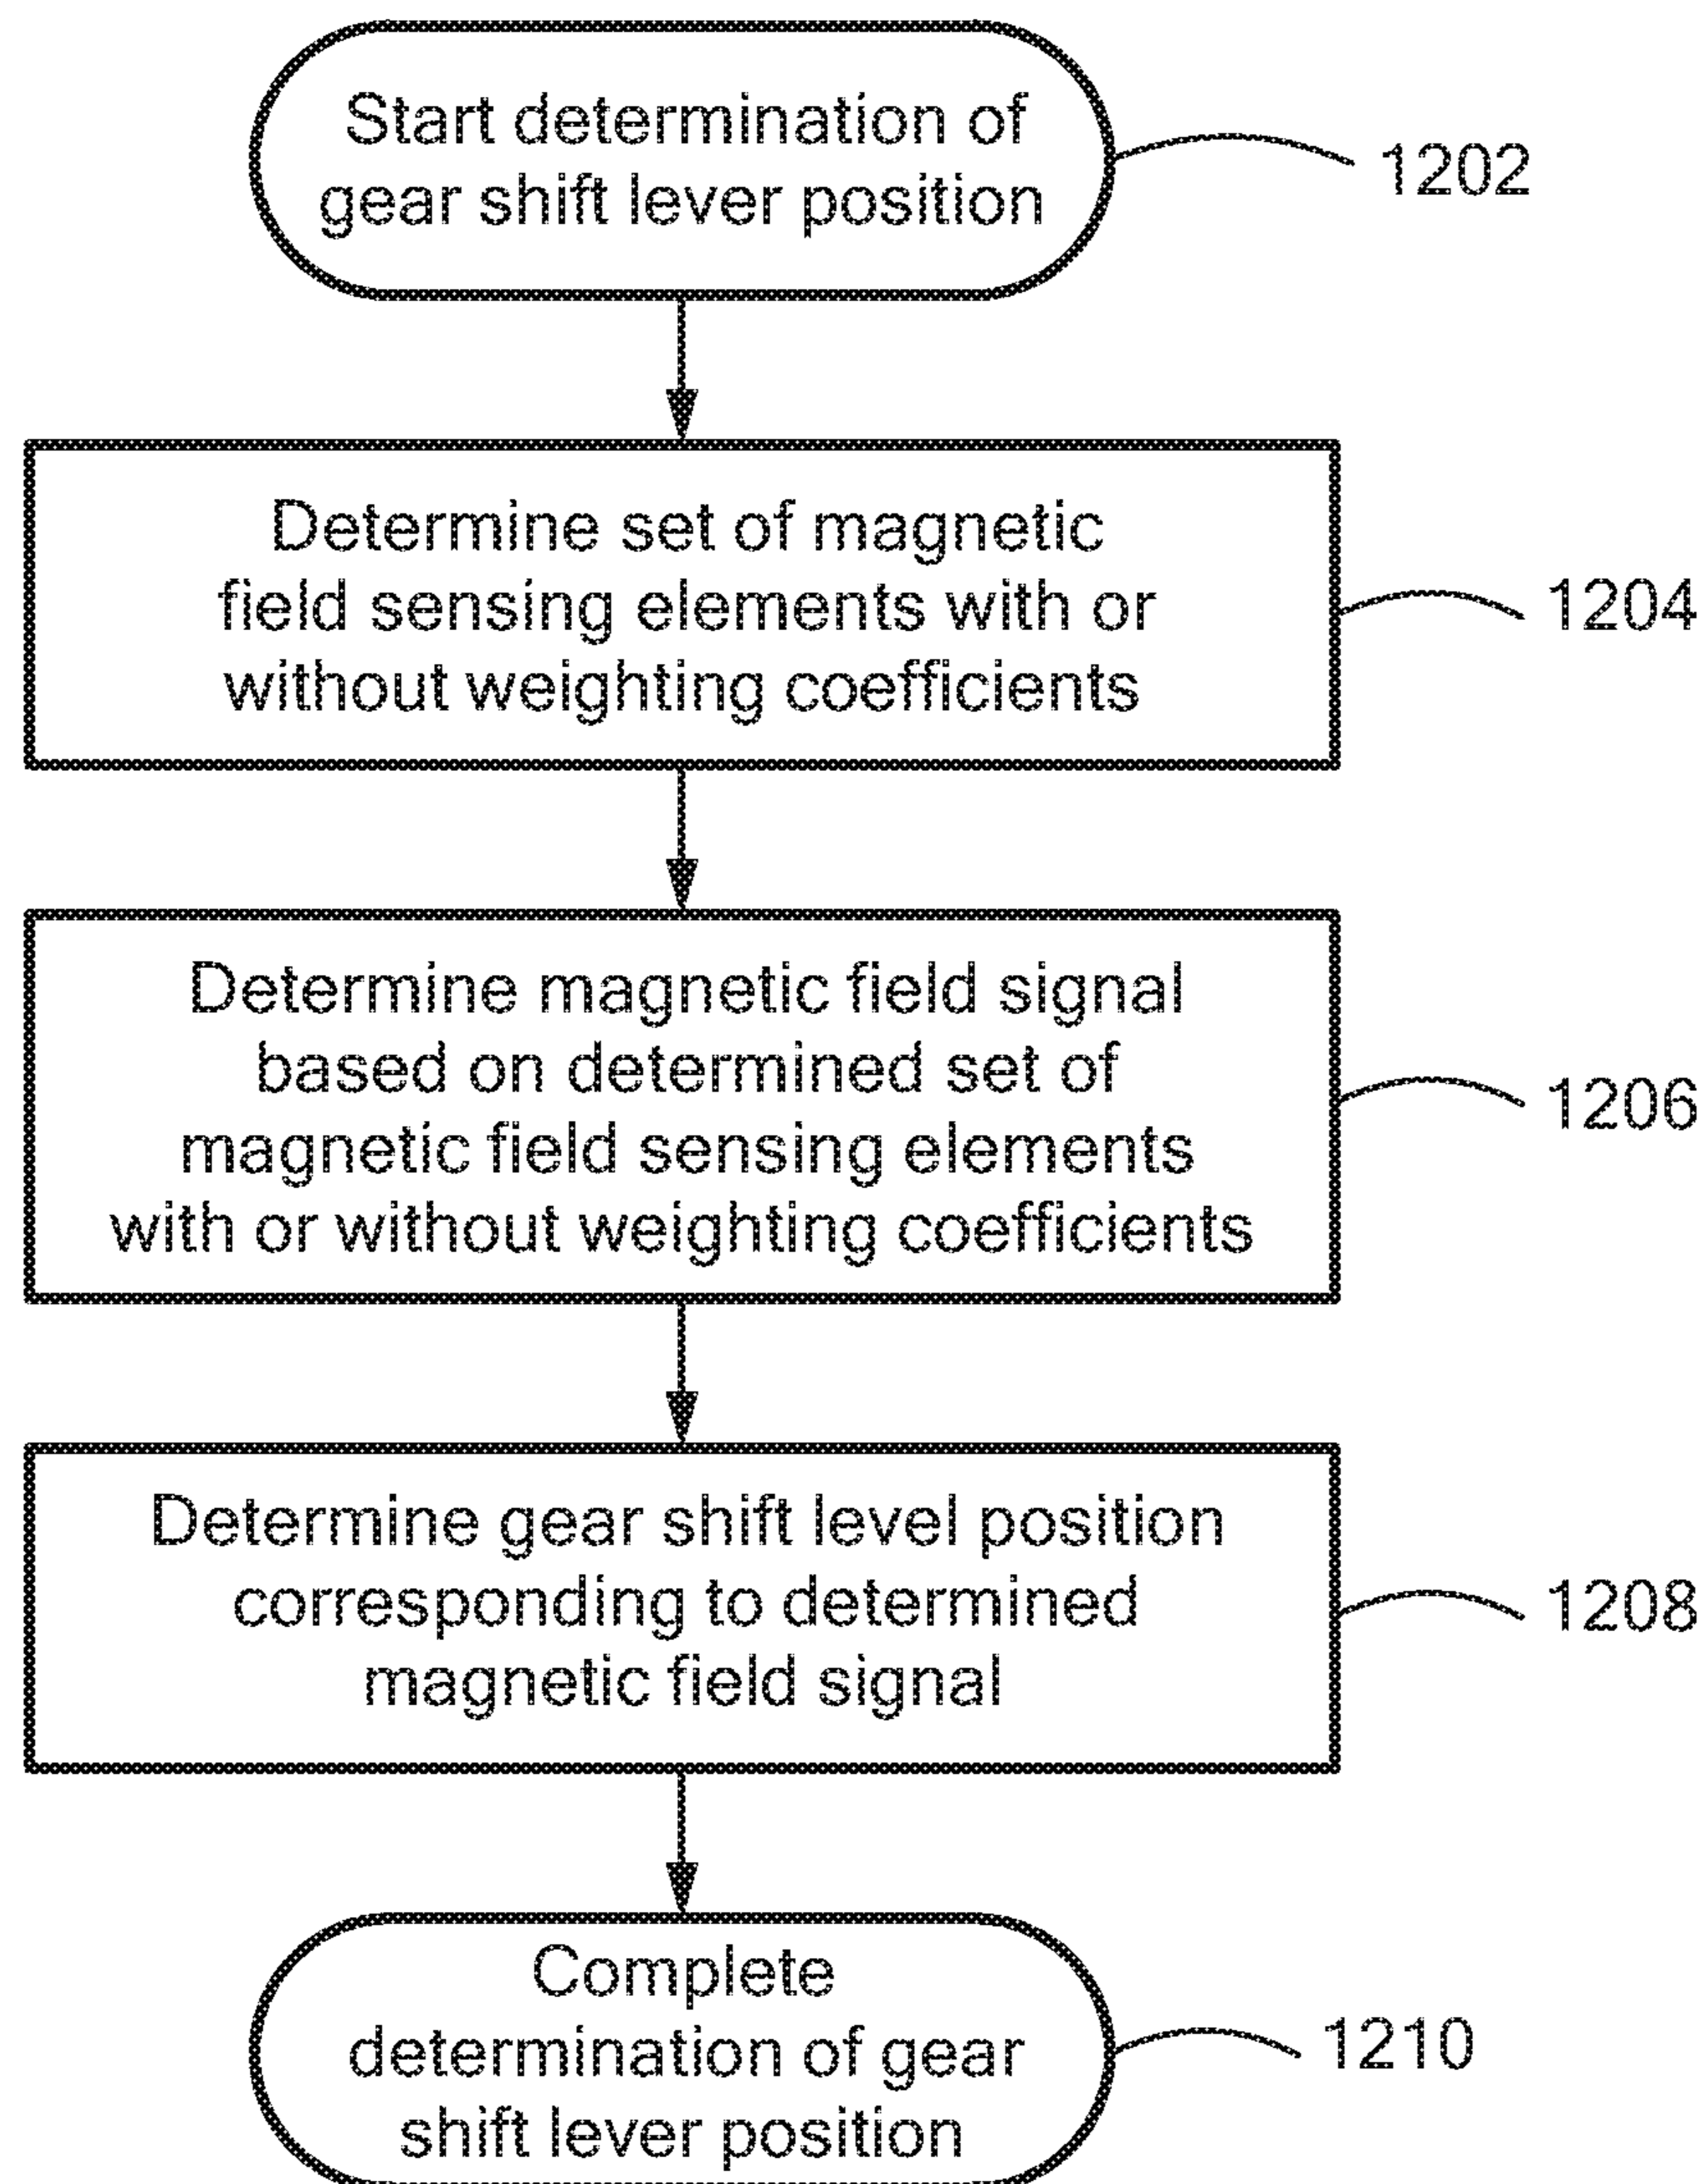 Start determination of
gear shift lever position
1202
Determine set of magnetic
field sensing elements with or
without weighting coefficients
1204
Determine magnetic field signal
based on determined set of
magnetic field sensing elements
with or without weighting coefficients
1206
Determine gear shift level position
corresponding to determined
magnetic field signal
1208
Complete
determination of gear
shift lever position
1210